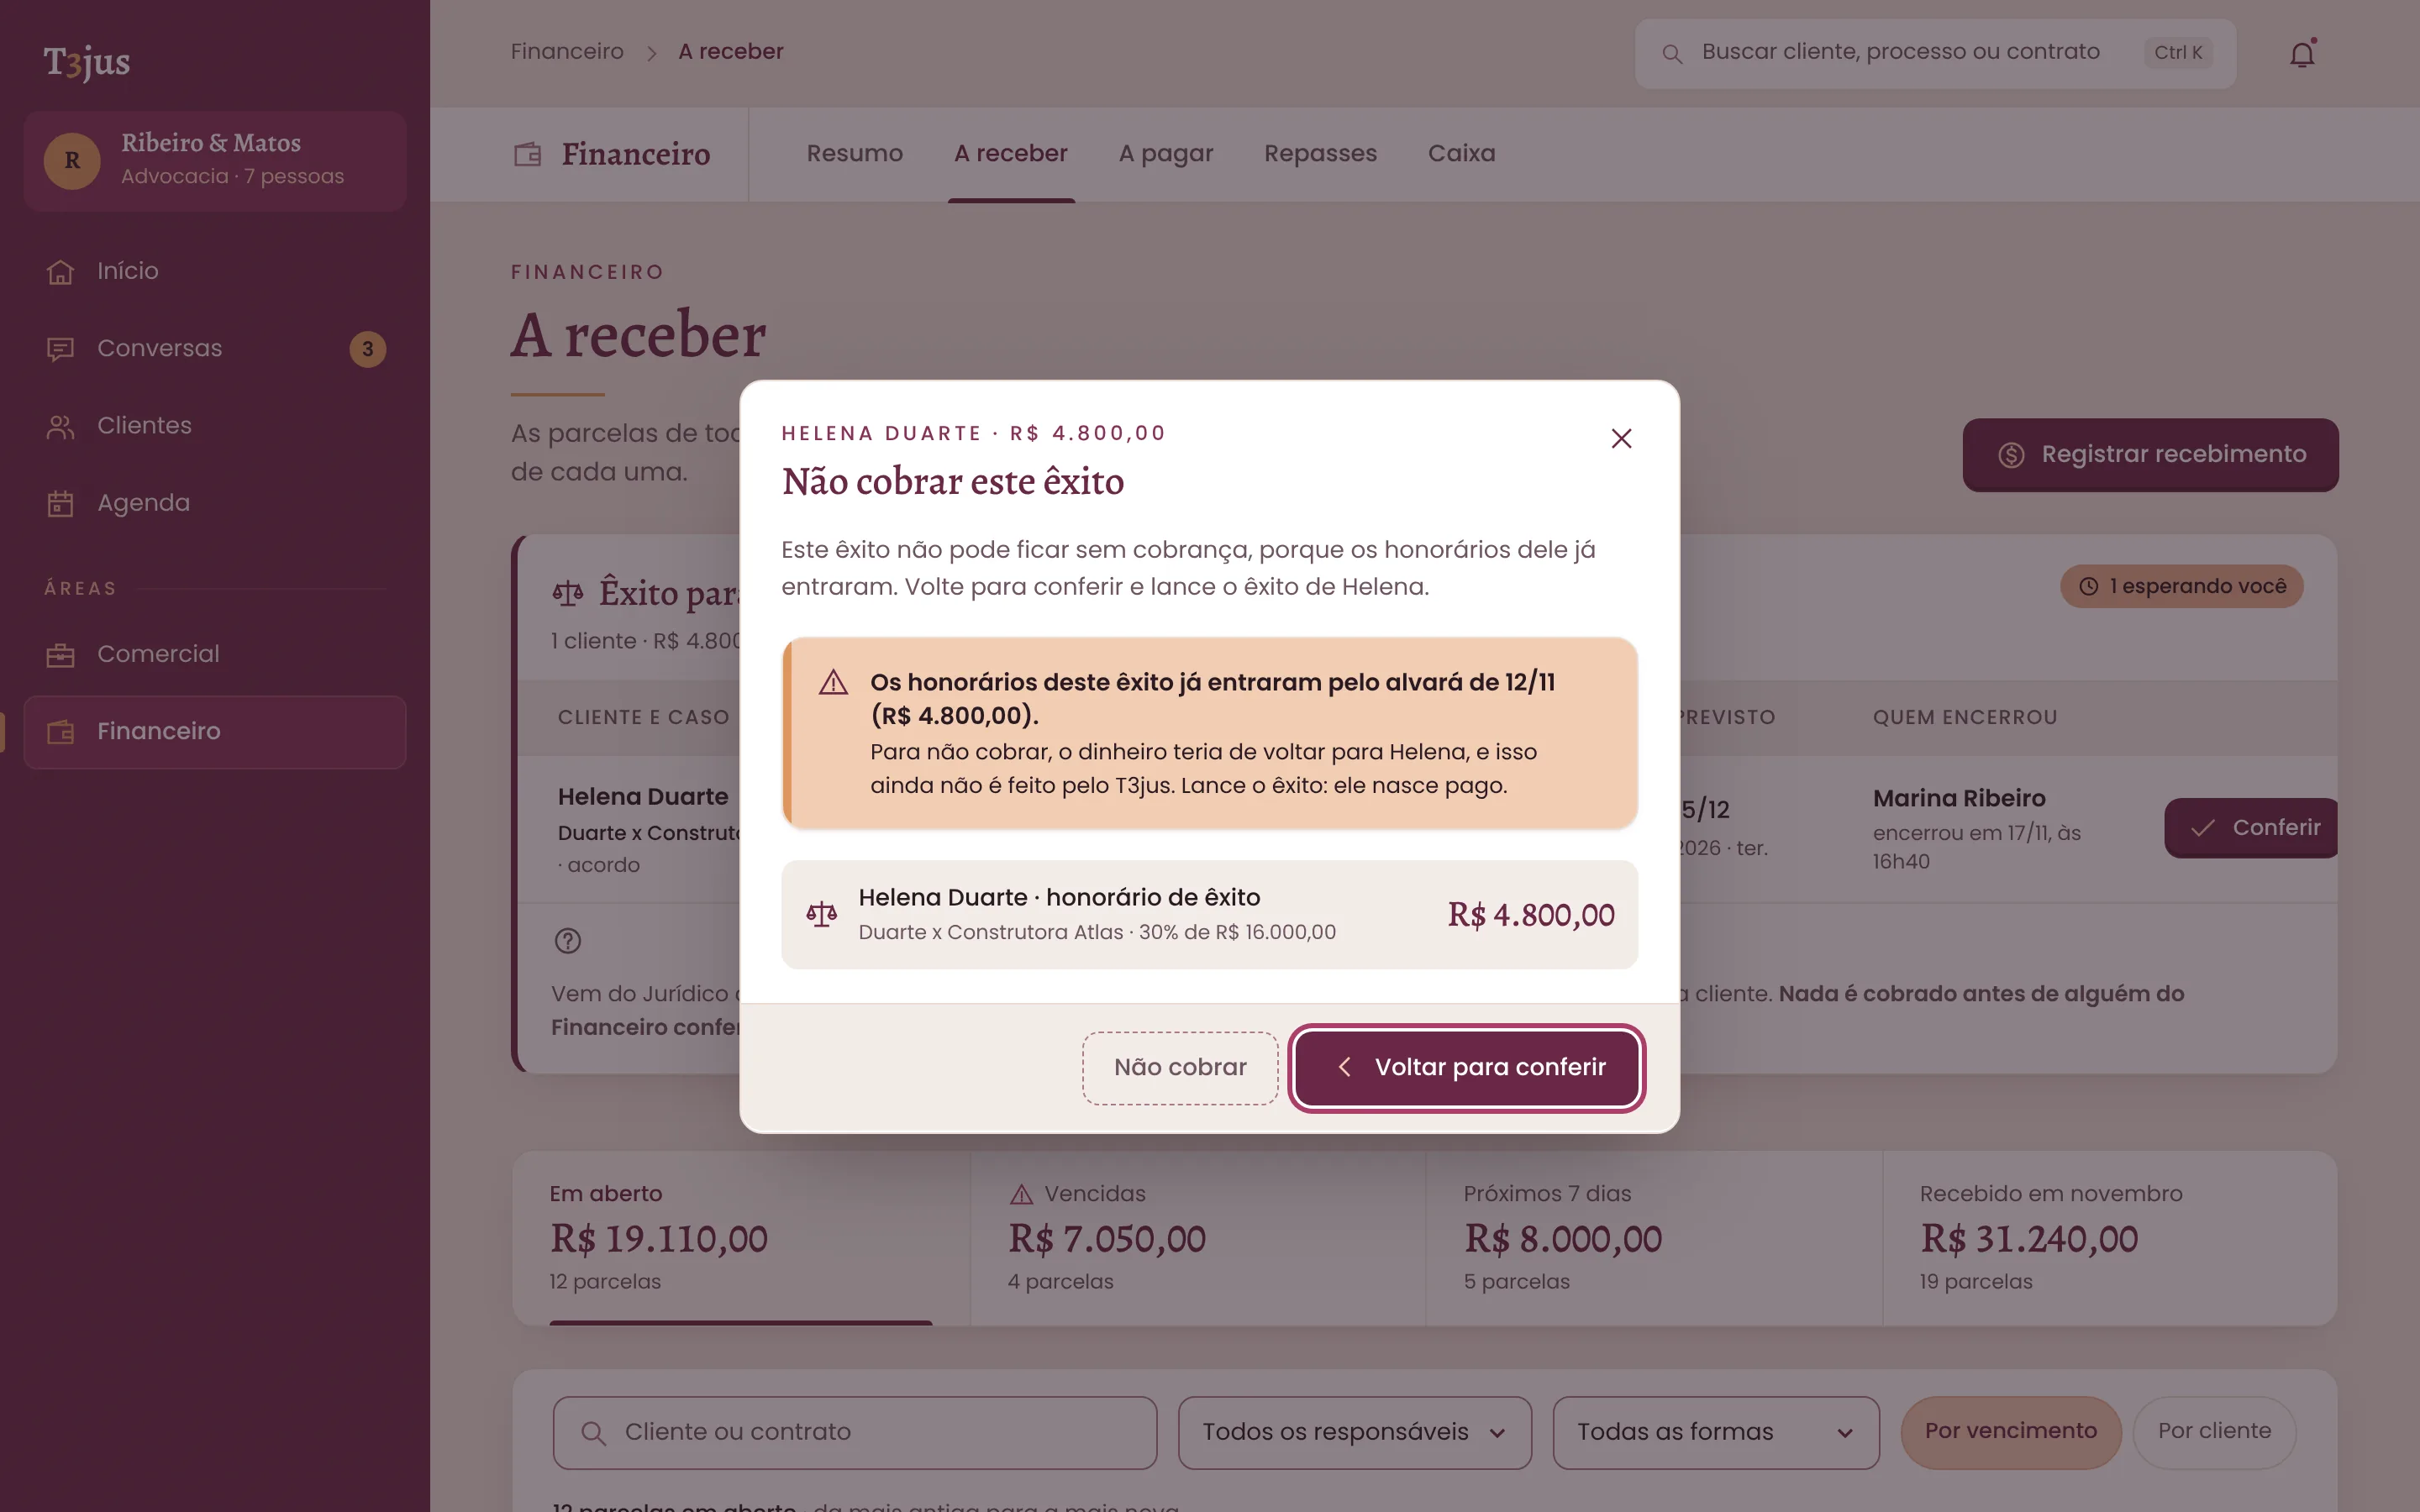 T3jus
R
Ribeiro & Matos
Advocacia · 7 pessoas
Início
Conversas
3
Clientes
Agenda
ÁREAS
Comercial
Financeiro
Financeiro
A receber
Buscar cliente, processo ou contrato
Ctrl K
Financeiro
Resumo
A receber
A pagar
Repasses
Caixa
FINANCEIRO
A receber
As parcelas de
de cada uma.
Registrar recebimento
Êxito
1 esperando você
1 cliente · R$
CLIENTE E CASO
QUEM ENCERROU
Helena Duarte
Duarte x
· acordo
Marina Ribeiro
encerrou em 17/11, às
16h40
· ter.
Conferir
Vem do Jurídico
Financeiro
cliente. Nada é cobrado antes de alguém do
HELENA DUARTE · R$ 4.800,00
Não cobrar este êxito
Este êxito não pode ficar sem cobrança, porque os honorários dele já
entraram. Volte para conferir e lance o êxito de Helena.
Os honorários deste êxito já entraram pelo alvará de 12/11
(R$ 4.800,00).
Para não cobrar, o dinheiro teria de voltar para Helena, e isso
ainda não é feito pelo T3jus. Lance o êxito: ele nasce pago.
Helena Duarte · honorário de êxito
Duarte x Construtora Atlas · 30% de R$ 16.000,00
R$ 4.800,00
Não cobrar
Voltar para conferir
Em aberto
R$ 19.110,00
12 parcelas
Vencidas
R$ 7.050,00
4 parcelas
Próximos 7 dias
R$ 8.000,00
5 parcelas
Recebido em novembro
R$ 31.240,00
19 parcelas
Cliente ou contrato
Todos os responsáveis
Todas as formas
Por vencimento
Por cliente
12 parcelas em aberto · da mais antiga para a mais nova